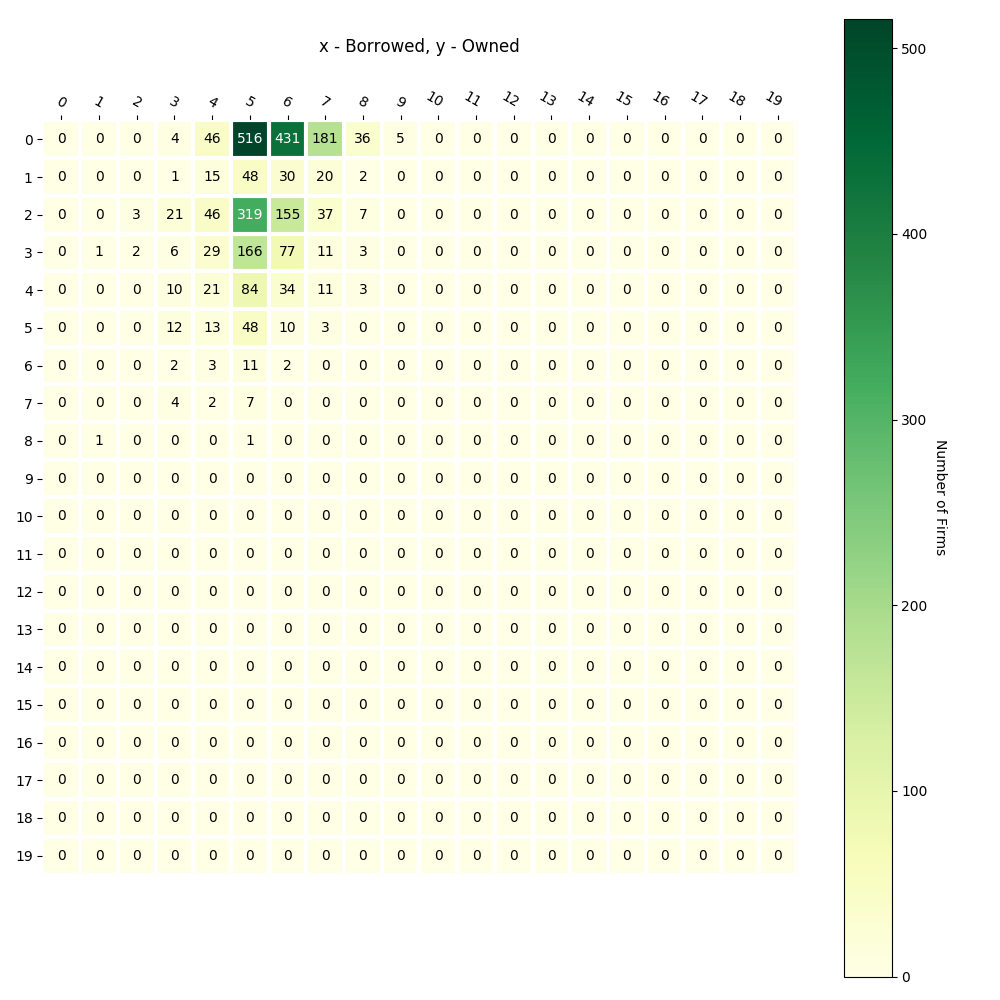 x - Borrowed, y - Owned
0 1 2 3 4 5 6 7 8 9 10 11 12 13 14 15 16 17 18 19
0 0 0 0 4 46 516 431 181 36 5 0 0 0 0 0 0 0 0 0 0
1 0 0 0 1 15 48 30 20 2 0 0 0 0 0 0 0 0 0 0 0
2 0 0 3 21 46 319 155 37 7 0 0 0 0 0 0 0 0 0 0 0
3 0 1 2 6 29 166 77 11 3 0 0 0 0 0 0 0 0 0 0 0
4 0 0 0 10 21 84 34 11 3 0 0 0 0 0 0 0 0 0 0 0
5 0 0 0 12 13 48 10 3 0 0 0 0 0 0 0 0 0 0 0 0
6 0 0 0 2 3 11 2 0 0 0 0 0 0 0 0 0 0 0 0 0
7 0 0 0 4 2 7 0 0 0 0 0 0 0 0 0 0 0 0 0 0
8 0 1 0 0 0 1 0 0 0 0 0 0 0 0 0 0 0 0 0 0
9 0 0 0 0 0 0 0 0 0 0 0 0 0 0 0 0 0 0 0 0
10 0 0 0 0 0 0 0 0 0 0 0 0 0 0 0 0 0 0 0 0
11 0 0 0 0 0 0 0 0 0 0 0 0 0 0 0 0 0 0 0 0
12 0 0 0 0 0 0 0 0 0 0 0 0 0 0 0 0 0 0 0 0
13 0 0 0 0 0 0 0 0 0 0 0 0 0 0 0 0 0 0 0 0
14 0 0 0 0 0 0 0 0 0 0 0 0 0 0 0 0 0 0 0 0
15 0 0 0 0 0 0 0 0 0 0 0 0 0 0 0 0 0 0 0 0
16 0 0 0 0 0 0 0 0 0 0 0 0 0 0 0 0 0 0 0 0
17 0 0 0 0 0 0 0 0 0 0 0 0 0 0 0 0 0 0 0 0
18 0 0 0 0 0 0 0 0 0 0 0 0 0 0 0 0 0 0 0 0
19 0 0 0 0 0 0 0 0 0 0 0 0 0 0 0 0 0 0 0 0
500
400
300
200
100
0
Number of Firms